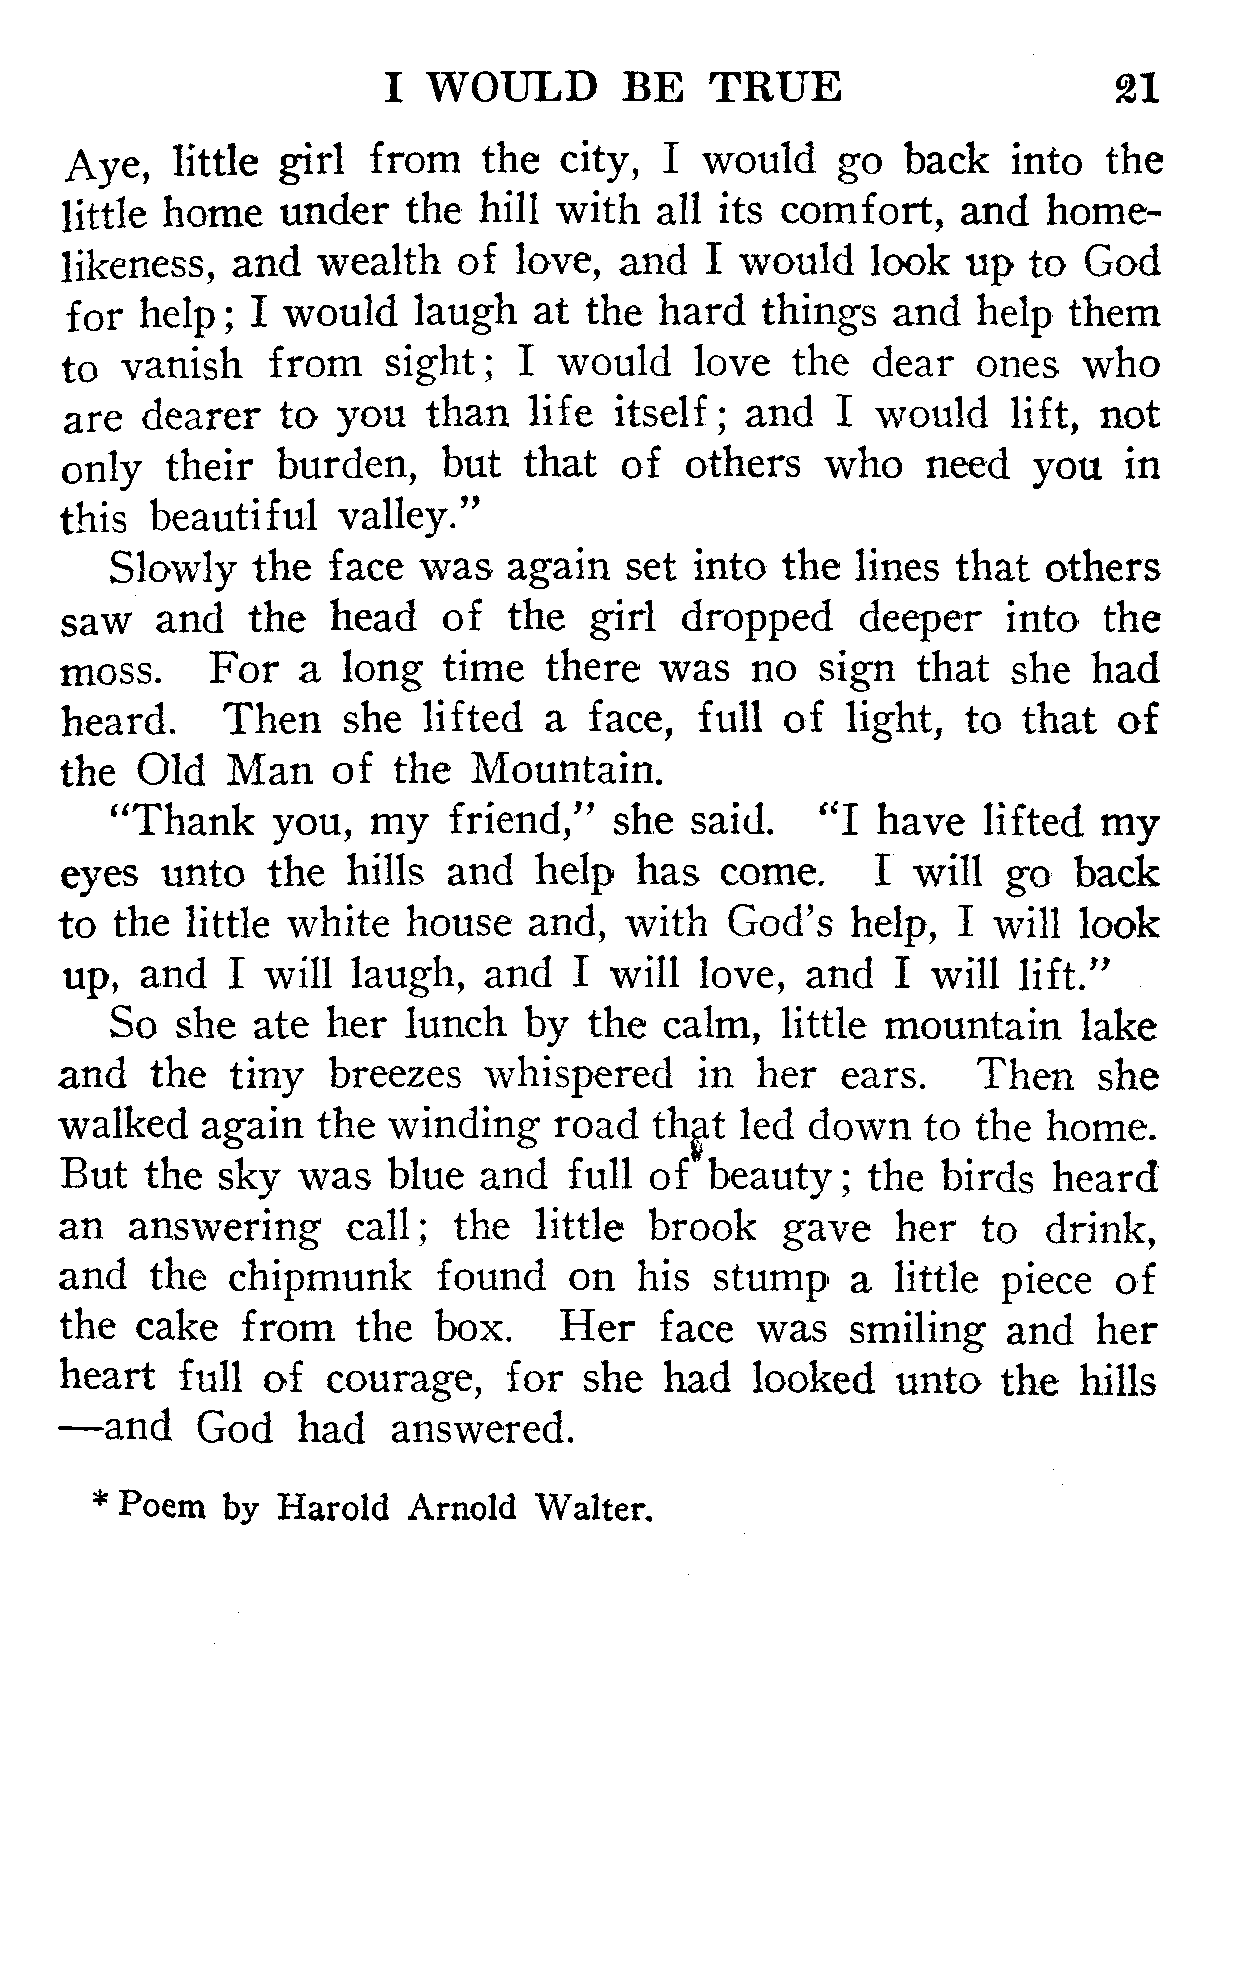 I WOULD BE TRUE 21
Aye, little girl from the city, I would go back into the
little home under the hill with all its comfort, and home-
likeness, and wealth of love, and I would look up to God
for help; I would laugh at the hard things and help them
to vanish from sight; I would love the dear ones who
are dearer to you than life itself; and I would lift, not
only their burden, but that of others who need you in
this beautiful valley."
Slowly the face was again set into the lines that others
saw and the head of the girl dropped deeper into the
moss. For a long time there was no sign that she had
heard. Then she lifted a face, full of light, to that of
the Old Man of the Mountain.
"Thank you, my friend," she said. "I have lifted my
eyes unto the hills and help has come. I will go back
to the little white house and, with God's help, I will look
up, and I will laugh, and I will love, and I will lift."
So she ate her lunch by the calm, little mountain lake
and the tiny breezes whispered in her ears. Then she
walked again the winding road that led down to the home.
But the sky was blue and full of beauty; the birds heard
an answering call; the little brook gave her to drink,
and the chipmunk found on his stump a little piece of
the cake from the box. Her face was smiling and her
heart full of courage, for she had looked unto the hills
—and God had answered.
* Poem by Harold Arnold Walter.